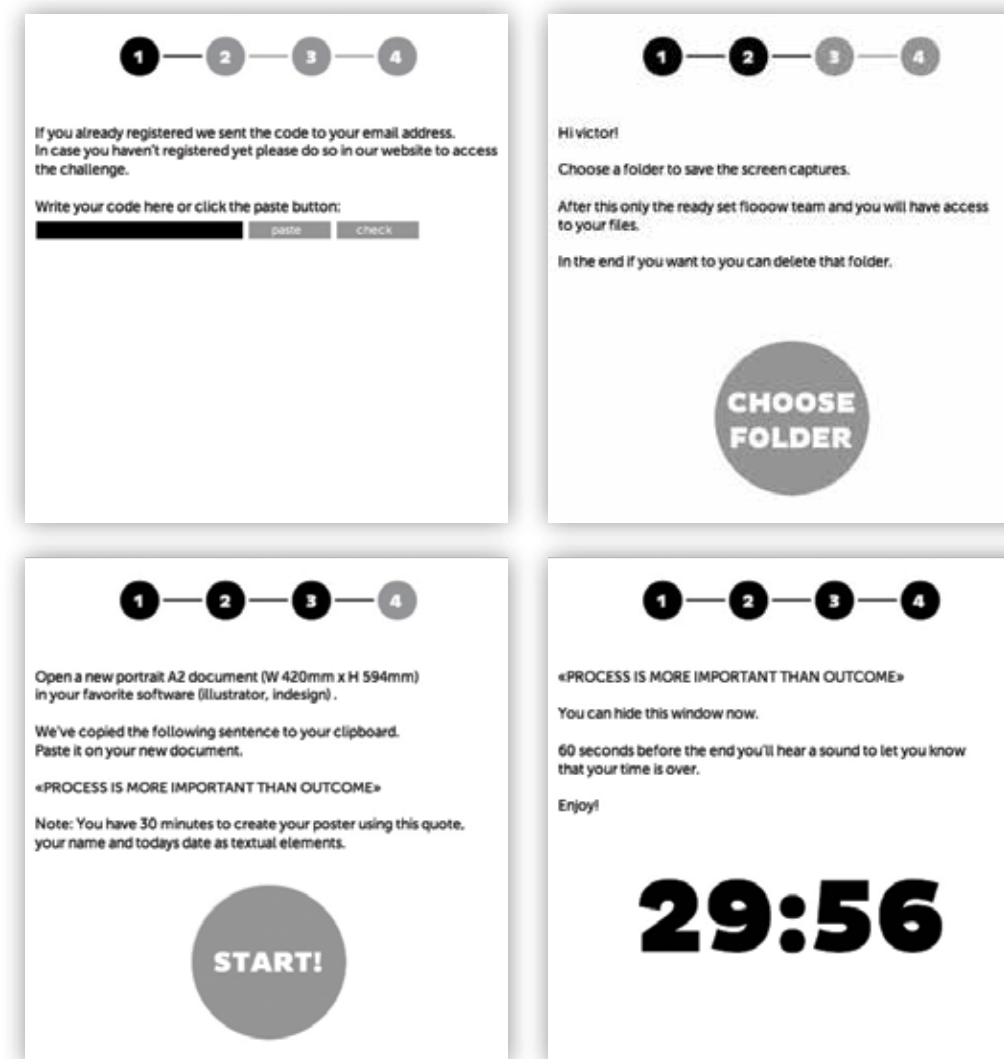 1 2 3 4
If you already registered we sent the code to your email address.
In case you haven't registered yet please do so in our website to access
the challenge.
Write your code here or click the paste button:
paste check
1 2 3 4
Hi victor!
Choose a folder to save the screen captures.
After this only the ready set flooow team and you will have access
to your files.
In the end if you want to you can delete that folder.
CHOOSE
FOLDER
1 2 3 4
Open a new portrait A2 document (W 420mm x H 594mm)
in your favorite software (illustrator, indesign) .
We've copied the following sentence to your clipboard.
Paste it on your new document.
«PROCESS IS MORE IMPORTANT THAN OUTCOME»
Note: You have 30 minutes to create your poster using this quote,
your name and todays date as textual elements.
START!
1 2 3 4
«PROCESS IS MORE IMPORTANT THAN OUTCOME»
You can hide this window now.
60 seconds before the end you'll hear a sound to let you know
that your time is over.
Enjoy!
29:56